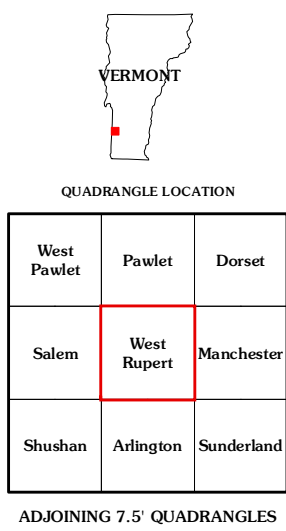 VERMONT
QUADRANGLE LOCATION
West
Pawlet
Pawlet
Dorset
Salem
West
Rupert
Manchester
Shushan
Arlington
Sunderland
ADJOINING 7.5' QUADRANGLES